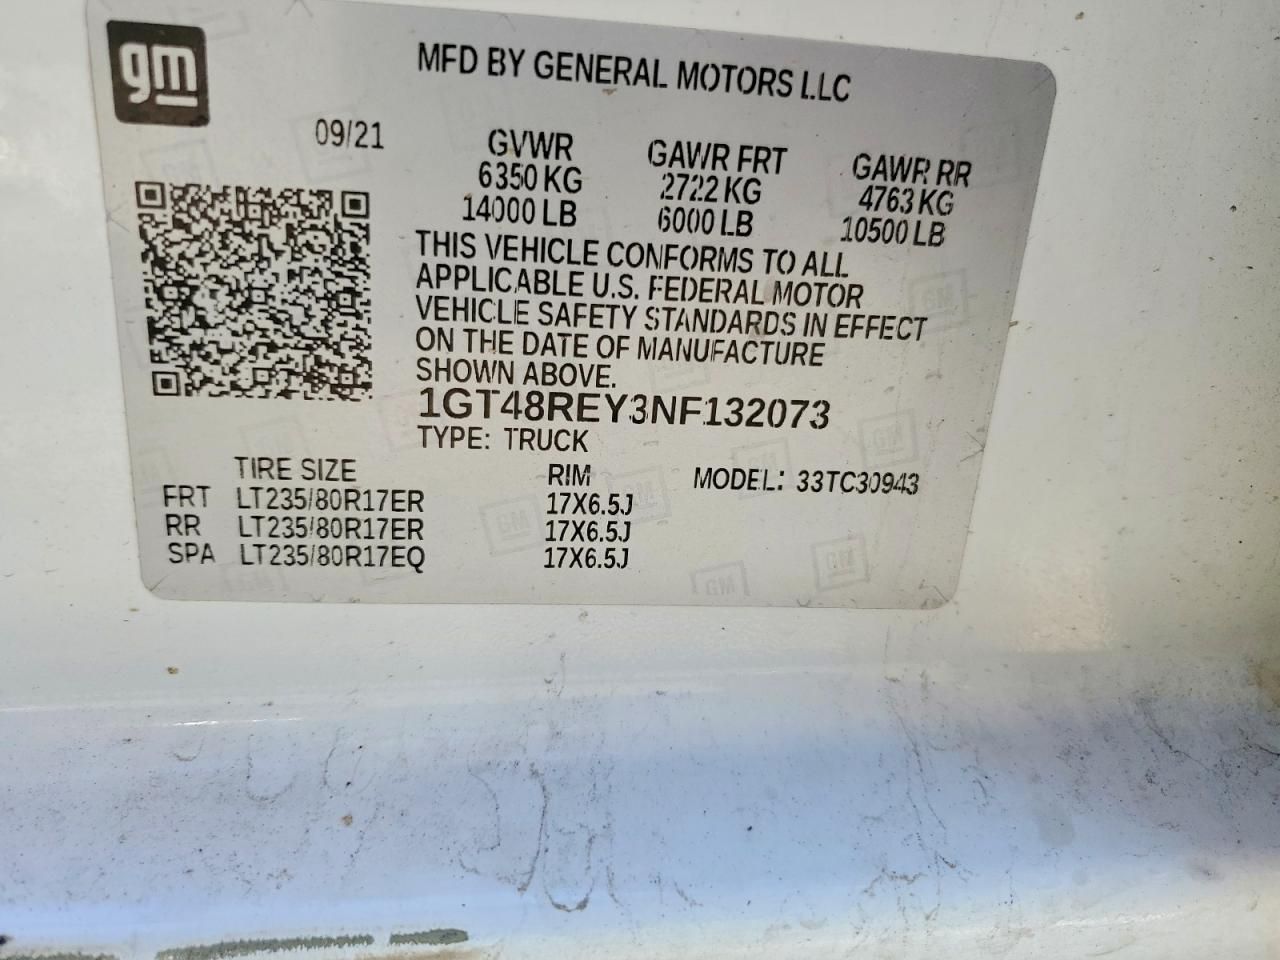 gm
MFD BY GENERAL MOTORS LLC
09/21
GVWR GAWR FRT GAWR RR
6350 KG 2722 KG 4763 KG
14000 LB 6000 LB 10500 LB
THIS VEHICLE CONFORMS TO ALL
APPLICABLE U.S. FEDERAL MOTOR
VEHICLE SAFETY STANDARDS IN EFFECT
ON THE DATE OF MANUFACTURE
SHOWN ABOVE.
1GT48REY3NF132073
TYPE: TRUCK
TIRE SIZE RIM MODEL: 33TC30943
FRT LT235/80R17ER 17X6.5J
RR LT235/80R17ER 17X6.5J
SPA LT235/80R17EQ 17X6.5J